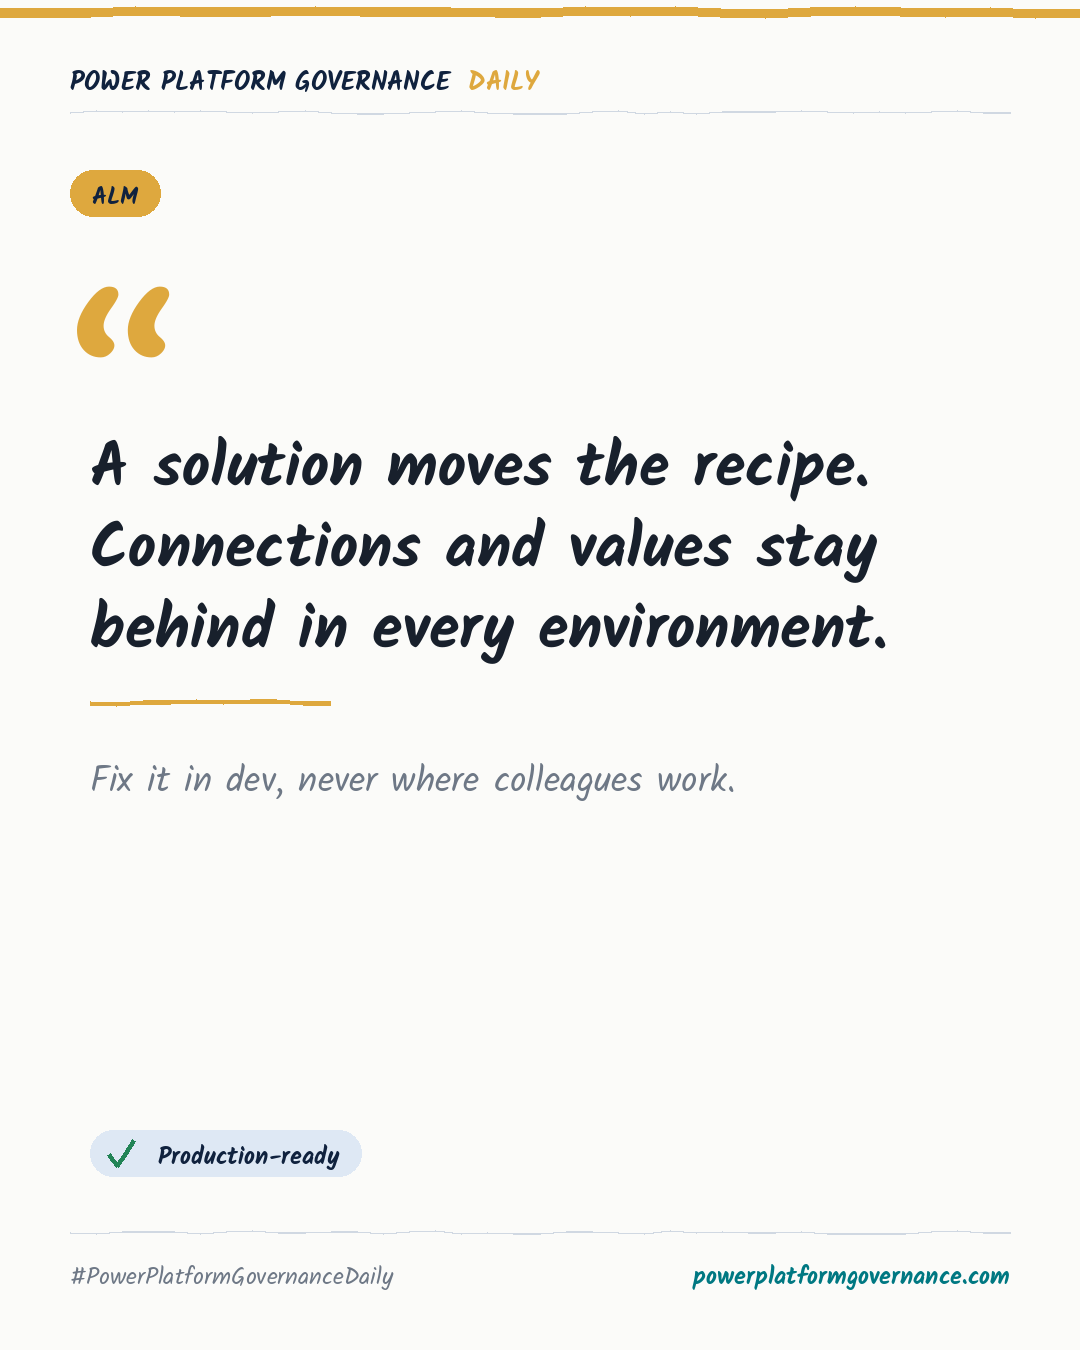 POWER PLATFORM GOVERNANCE DAILY
ALM
“
A solution moves the recipe.
Connections and values stay
behind in every environment.
Fix it in dev, never where colleagues work.
Production-ready
#PowerPlatformGovernanceDaily
powerplatformgovernance.com